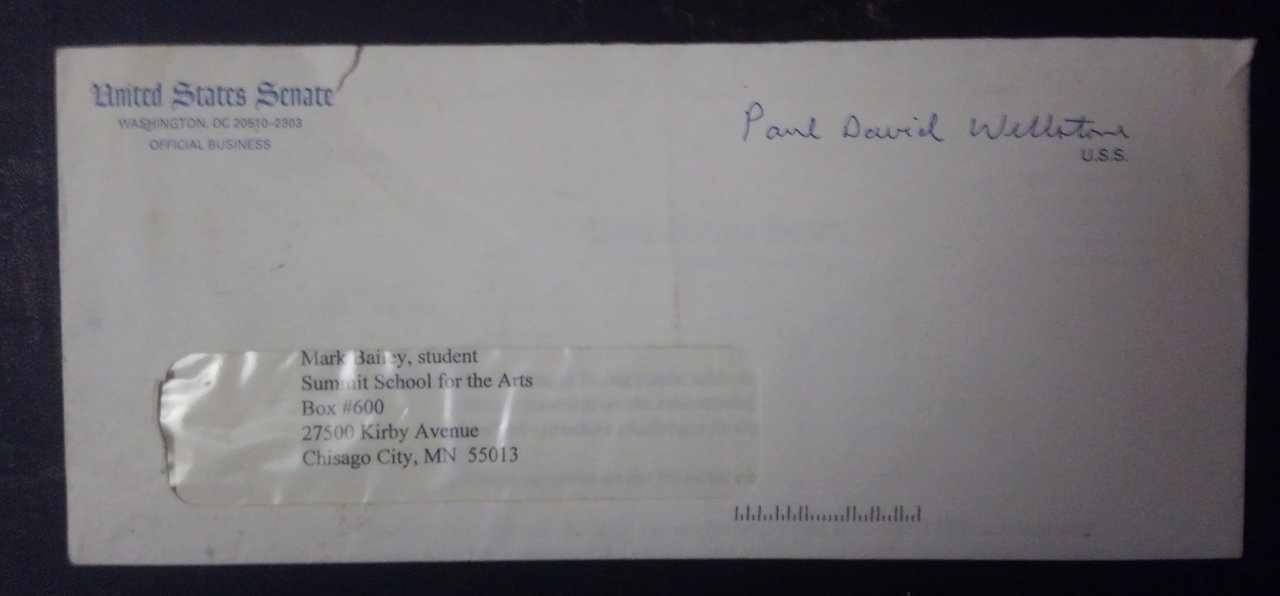 United States Senate
WASHINGTON, DC 20510-2303
OFFICIAL BUSINESS
Paul David Wellstone
U.S.S.
Mark Bailey, student
Summit School for the Arts
Box #600
27500 Kirby Avenue
Chisago City, MN 55013